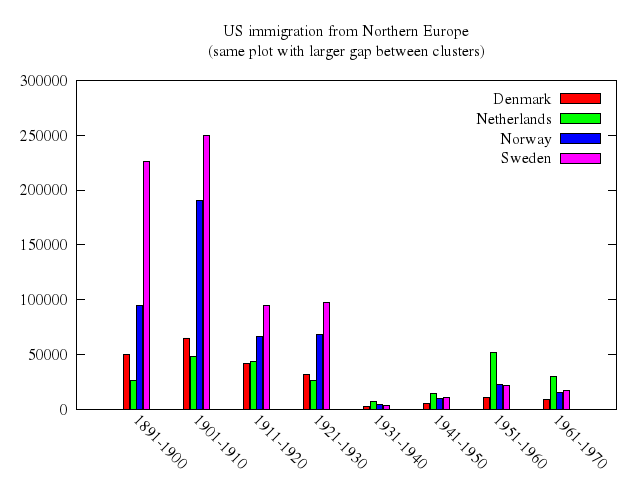 US immigration from Northern Europe
(same plot with larger gap between clusters)
300000
250000
200000
150000
100000
50000
0
Denmark
Netherlands
Norway
Sweden
1891-1900
1901-1910
1911-1920
1921-1930
1931-1940
1941-1950
1951-1960
1961-1970